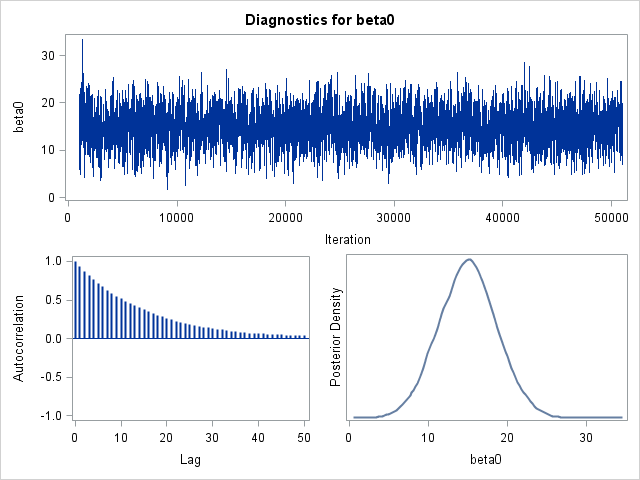 Diagnostics for beta0
beta0
30
20
10
0
0 10000 20000 30000 40000 50000
Iteration
Autocorrelation
1.0
0.5
0.0
-0.5
-1.0
0 10 20 30 40 50
Lag
Posterior Density
0 10 20 30
beta0